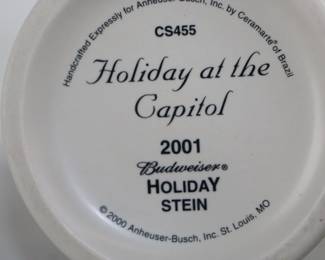 Handcrafted Expressly for Anheuser-Busch, Inc. by Ceramarte® of Brazil
CS455
Holiday at the
Capitol
2001
Budweiser®
HOLIDAY
STEIN
© 2000 Anheuser-Busch, Inc. St. Louis, MO